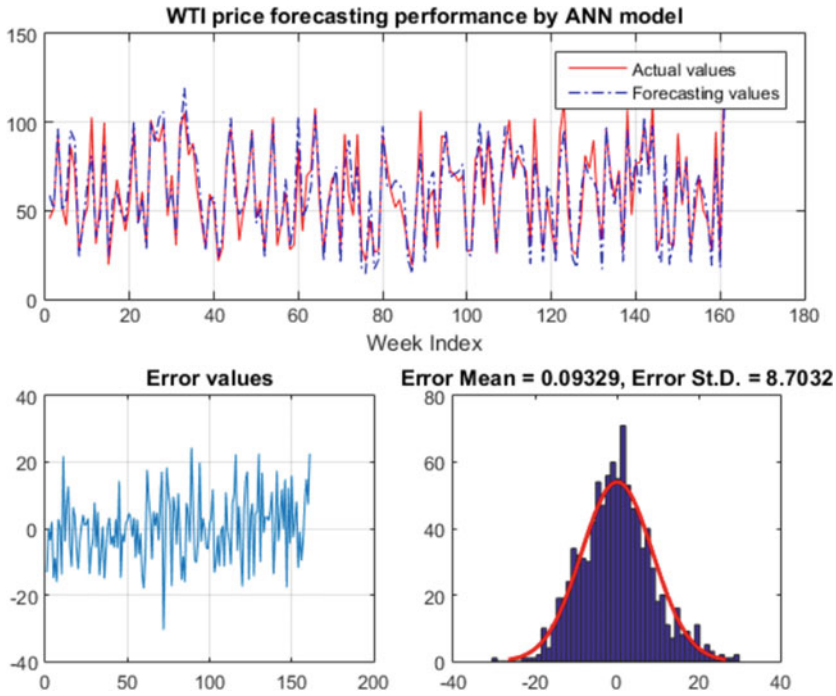 WTI price forecasting performance by ANN model
150
100
50
0
Actual values
Forecasting values
0 20 40 60 80 100 120 140 160 180
Week Index
Error values
40
20
0
-20
-40
0 50 100 150 200
Error Mean = 0.09329, Error St.D. = 8.7032
80
60
40
20
0
-40 -20 0 20 40